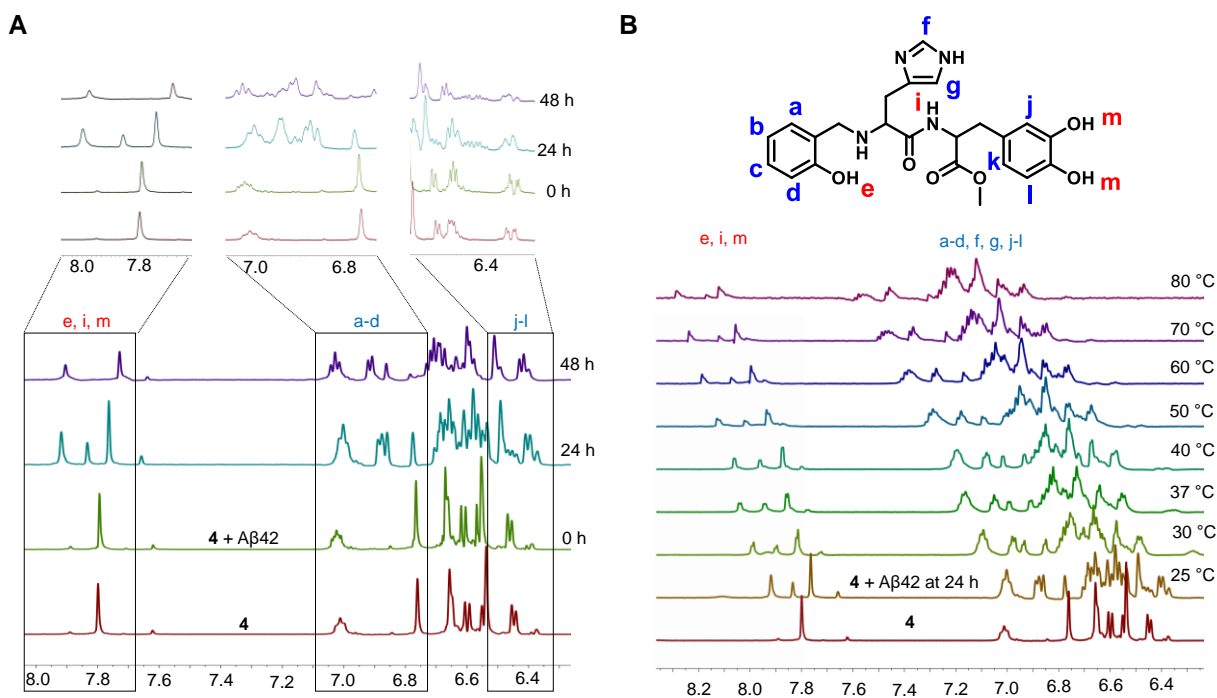 A
48 h
24 h
0 h
8.0 7.8 7.0 6.8 6.4
e, i, m a-d j-l
48 h
24 h
4 + Aβ42 0 h
4
8.0 7.8 7.6 7.4 7.2 7.0 6.8 6.6 6.4
B
f
N NH
g
i
H
N
a
b
c
d
N
H
O
OH e
O
O
j
k
l
OH m
OH m
e, i, m a-d, f, g, j-l
80 °C
70 °C
60 °C
50 °C
40 °C
37 °C
30 °C
4 + Aβ42 at 24 h 25 °C
4
8.2 8.0 7.8 7.6 7.4 7.2 7.0 6.8 6.6 6.4